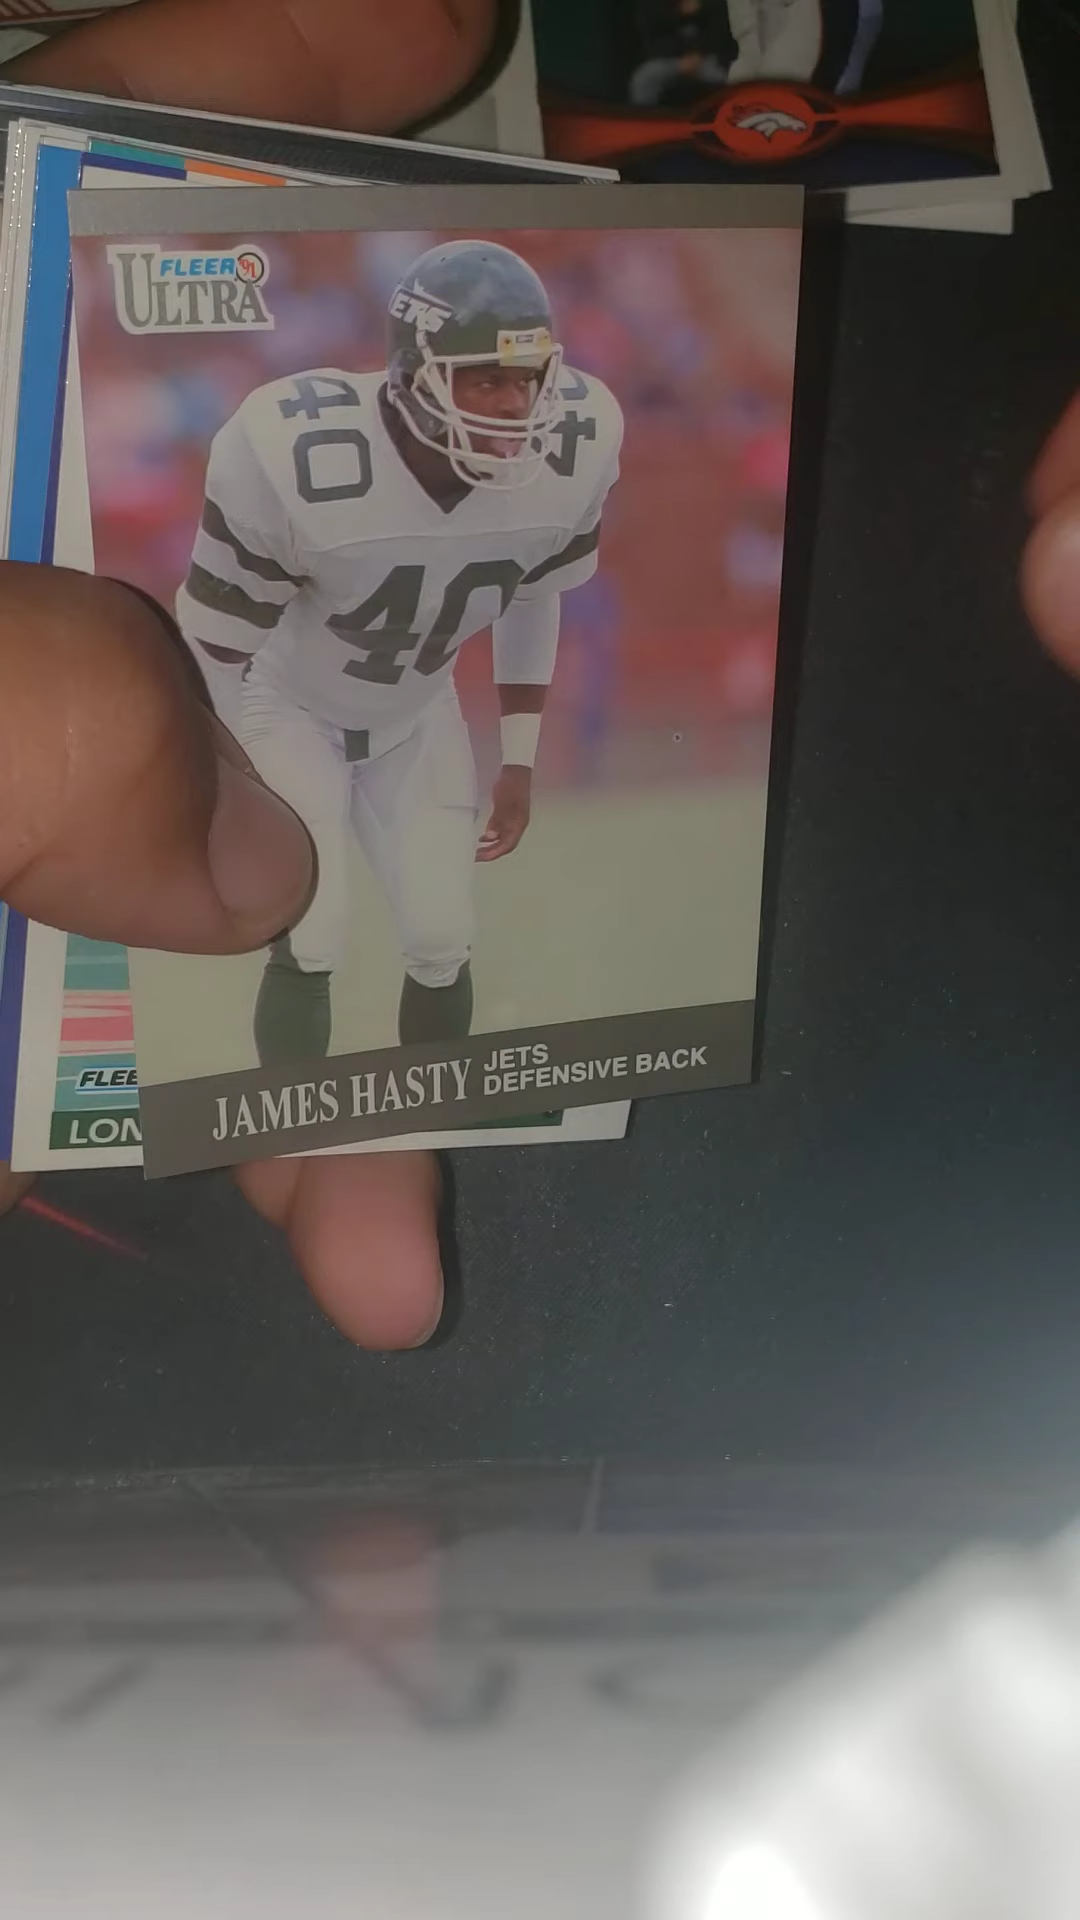 FLEER '91
ULTRA
JETS
40
40
40
JAMES HASTY JETS
DEFENSIVE BACK
FLEE
LON